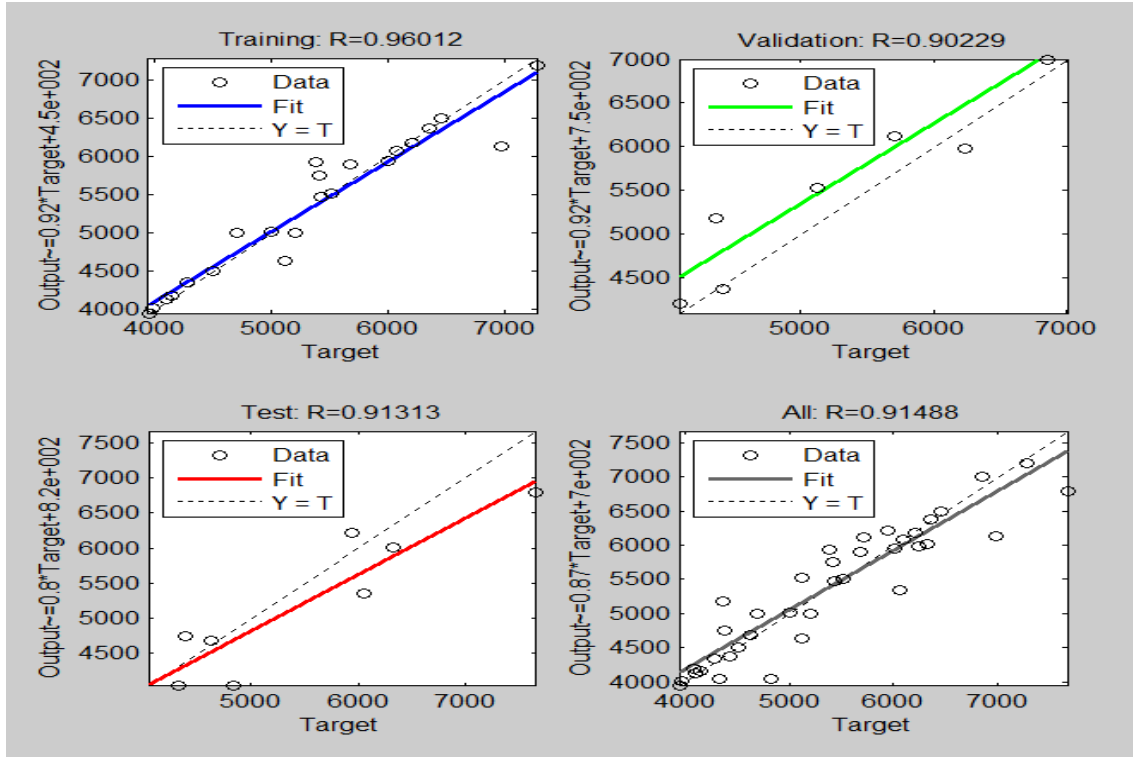 Training: R=0.96012
Output~=0.92*Target+4.5e+002
7000
6500
6000
5500
5000
4500
4000
Data
Fit
Y = T
4000 5000 6000 7000
Target
Validation: R=0.90229
Output~=0.92*Target+7.5e+002
7000
6500
6000
5500
5000
4500
Data
Fit
Y = T
5000 6000 7000
Target
Test: R=0.91313
Output~=0.8*Target+8.2e+002
7500
7000
6500
6000
5500
5000
4500
Data
Fit
Y = T
5000 6000 7000
Target
All: R=0.91488
Output~=0.87*Target+7e+002
7500
7000
6500
6000
5500
5000
4500
4000
Data
Fit
Y = T
4000 5000 6000 7000
Target